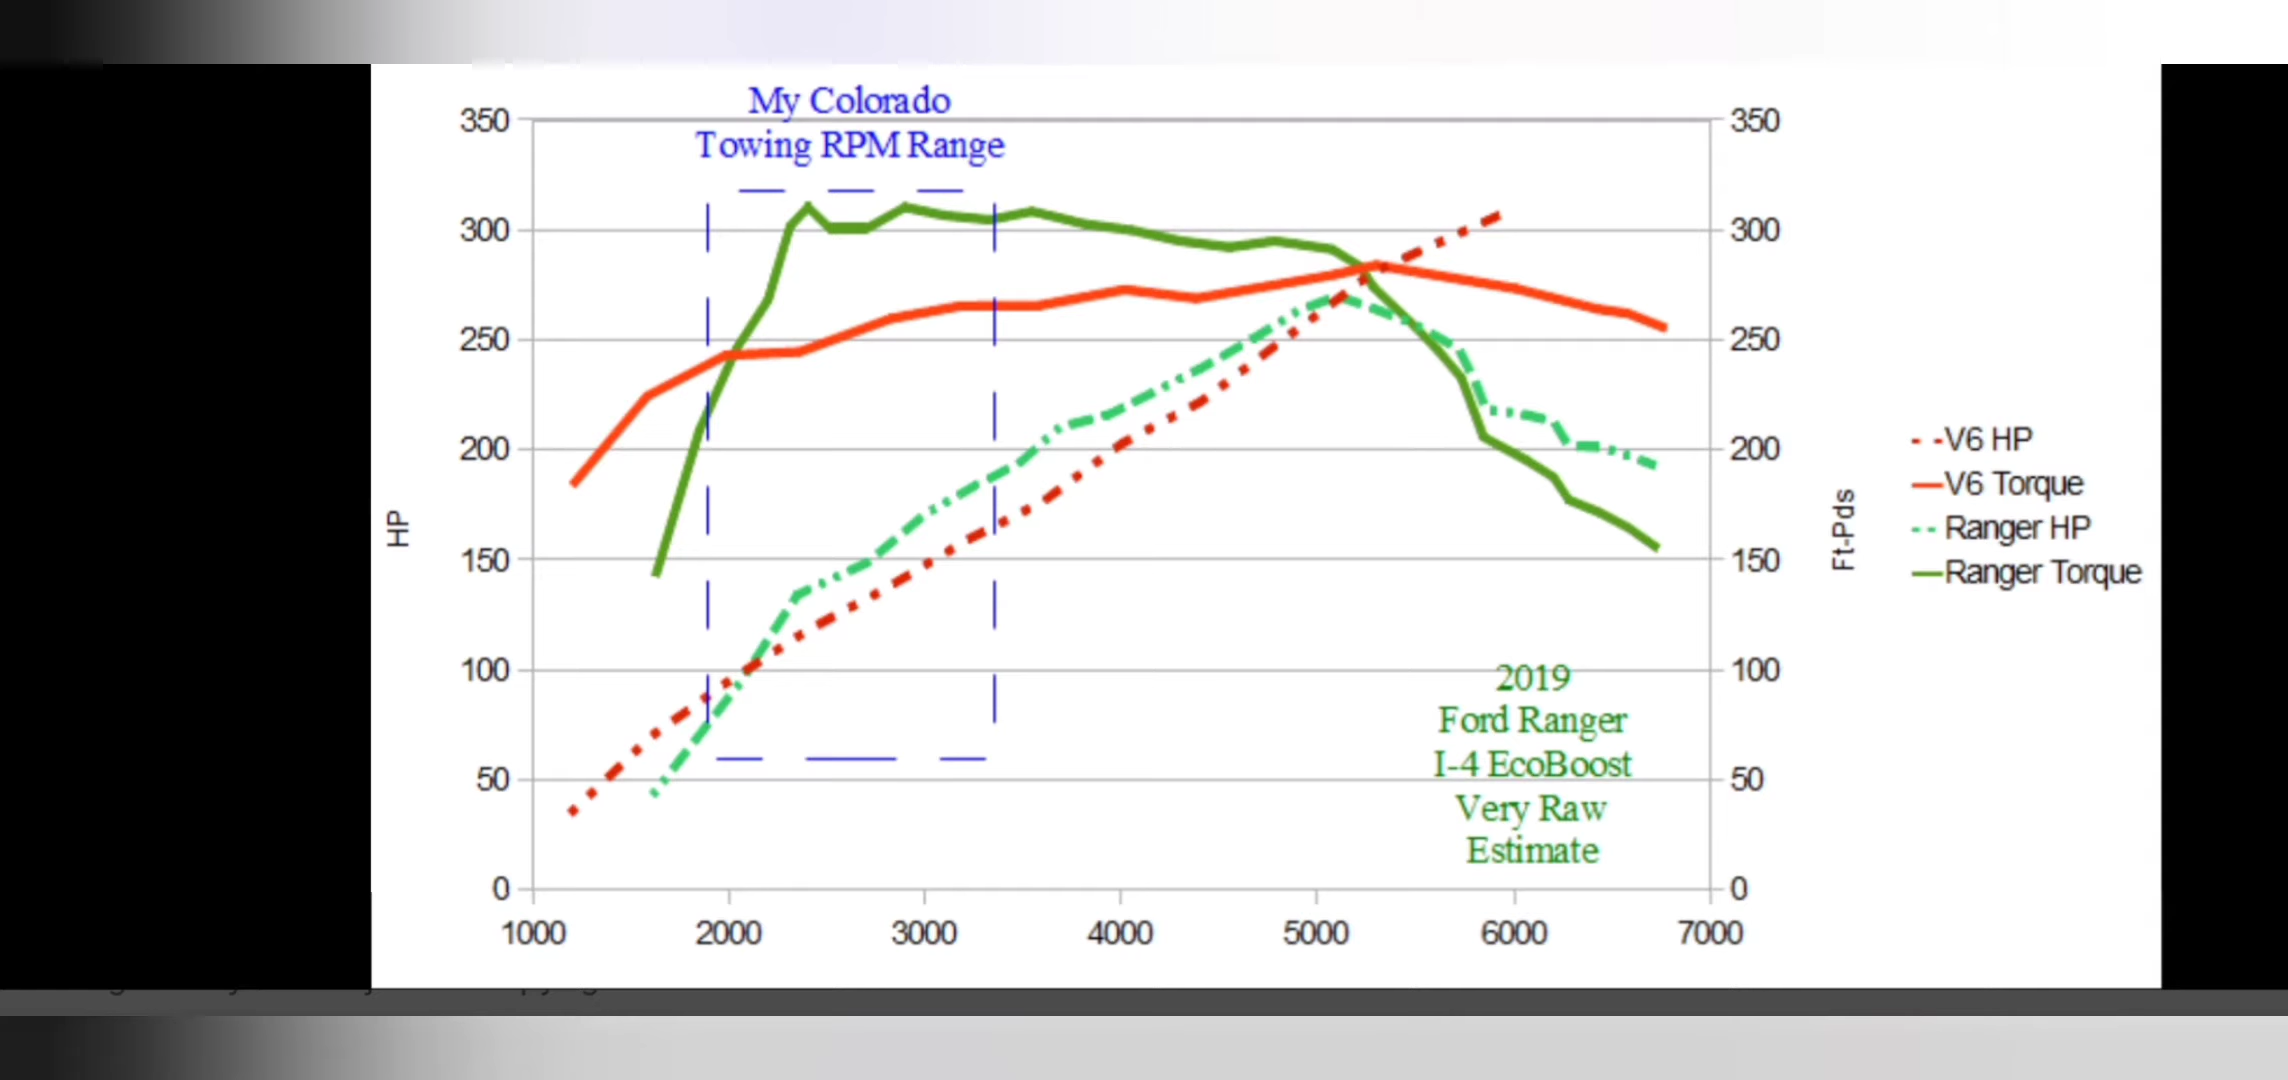 My Colorado
Towing RPM Range
350
300
250
200
150
100
50
0
HP
350
300
250
200
150
100
50
0
Ft-Pds
1000 2000 3000 4000 5000 6000 7000
V6 HP
V6 Torque
Ranger HP
Ranger Torque
2019
Ford Ranger
I-4 EcoBoost
Very Raw
Estimate